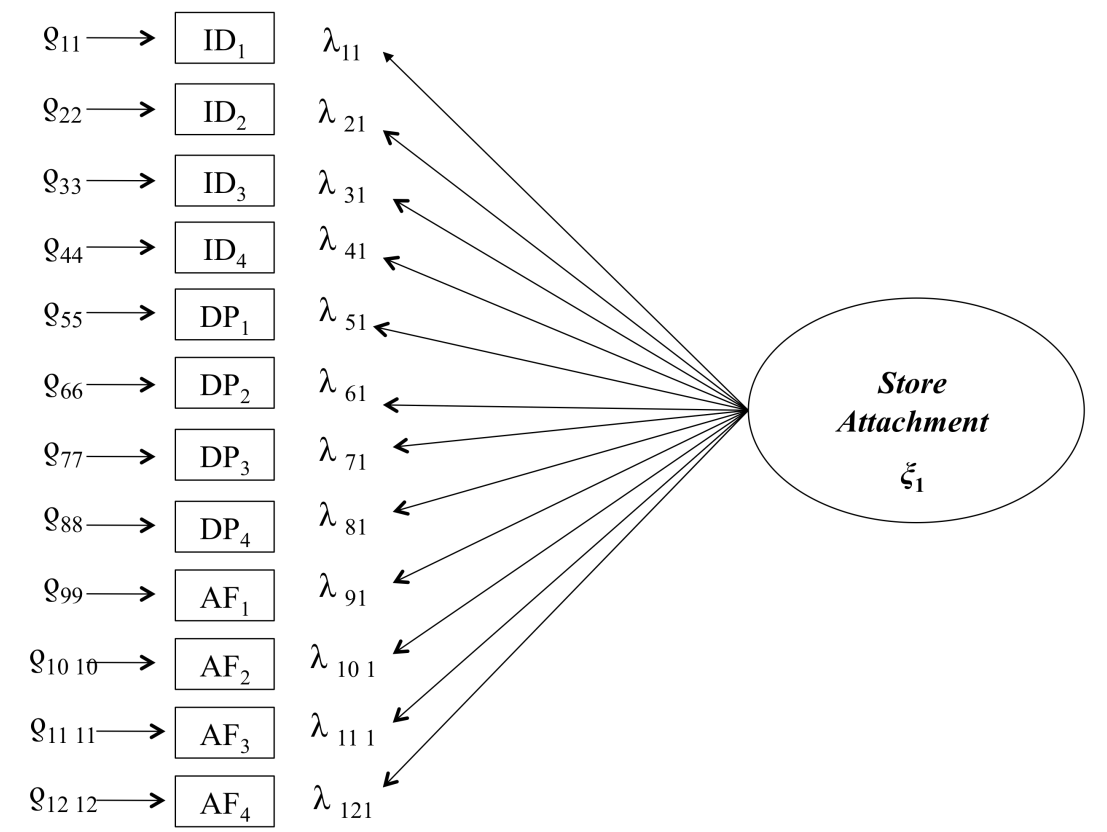 ϱ11 ID1 λ11
ϱ22 ID2 λ 21
ϱ33 ID3 λ 31
ϱ44 ID4 λ 41
ϱ55 DP1 λ 51
ϱ66 DP2 λ 61
ϱ77 DP3 λ 71
ϱ88 DP4 λ 81
ϱ99 AF1 λ 91
ϱ10 10 AF2 λ 10 1
ϱ11 11 AF3 λ 11 1
ϱ12 12 AF4 λ 121
Store
Attachment
ξ1